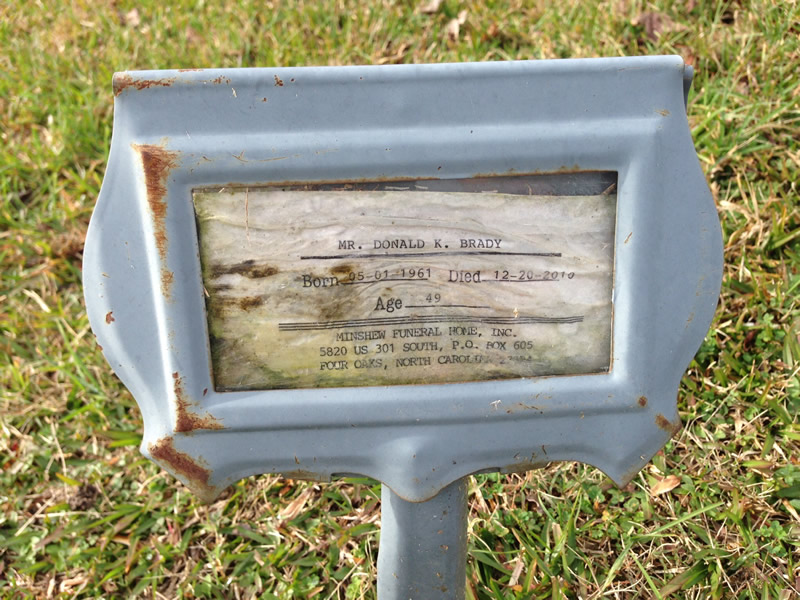 MR. DONALD K. BRADY
Born 05-01-1961 Died 12-20-2010
Age 49
MINSHEW FUNERAL HOME, INC.
5820 US 301 SOUTH, P.O. BOX 605
FOUR OAKS, NORTH CAROLINA